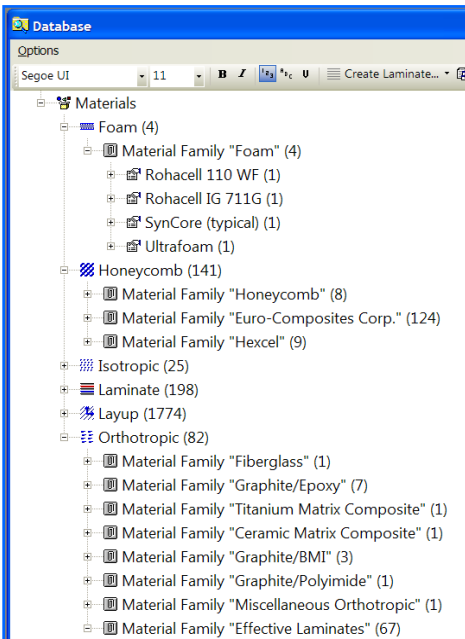 Database
Options
Segoe UI 11 B I U Create Laminate...
Materials
Foam (4)
Material Family "Foam" (4)
Rohacell 110 WF (1)
Rohacell IG 711G (1)
SynCore (typical) (1)
Ultrafoam (1)
Honeycomb (141)
Material Family "Honeycomb" (8)
Material Family "Euro-Composites Corp." (124)
Material Family "Hexcel" (9)
Isotropic (25)
Laminate (198)
Layup (1774)
Orthotropic (82)
Material Family "Fiberglass" (1)
Material Family "Graphite/Epoxy" (7)
Material Family "Titanium Matrix Composite" (1)
Material Family "Ceramic Matrix Composite" (1)
Material Family "Graphite/BMI" (3)
Material Family "Graphite/Polyimide" (1)
Material Family "Miscellaneous Orthotropic" (1)
Material Family "Effective Laminates" (67)